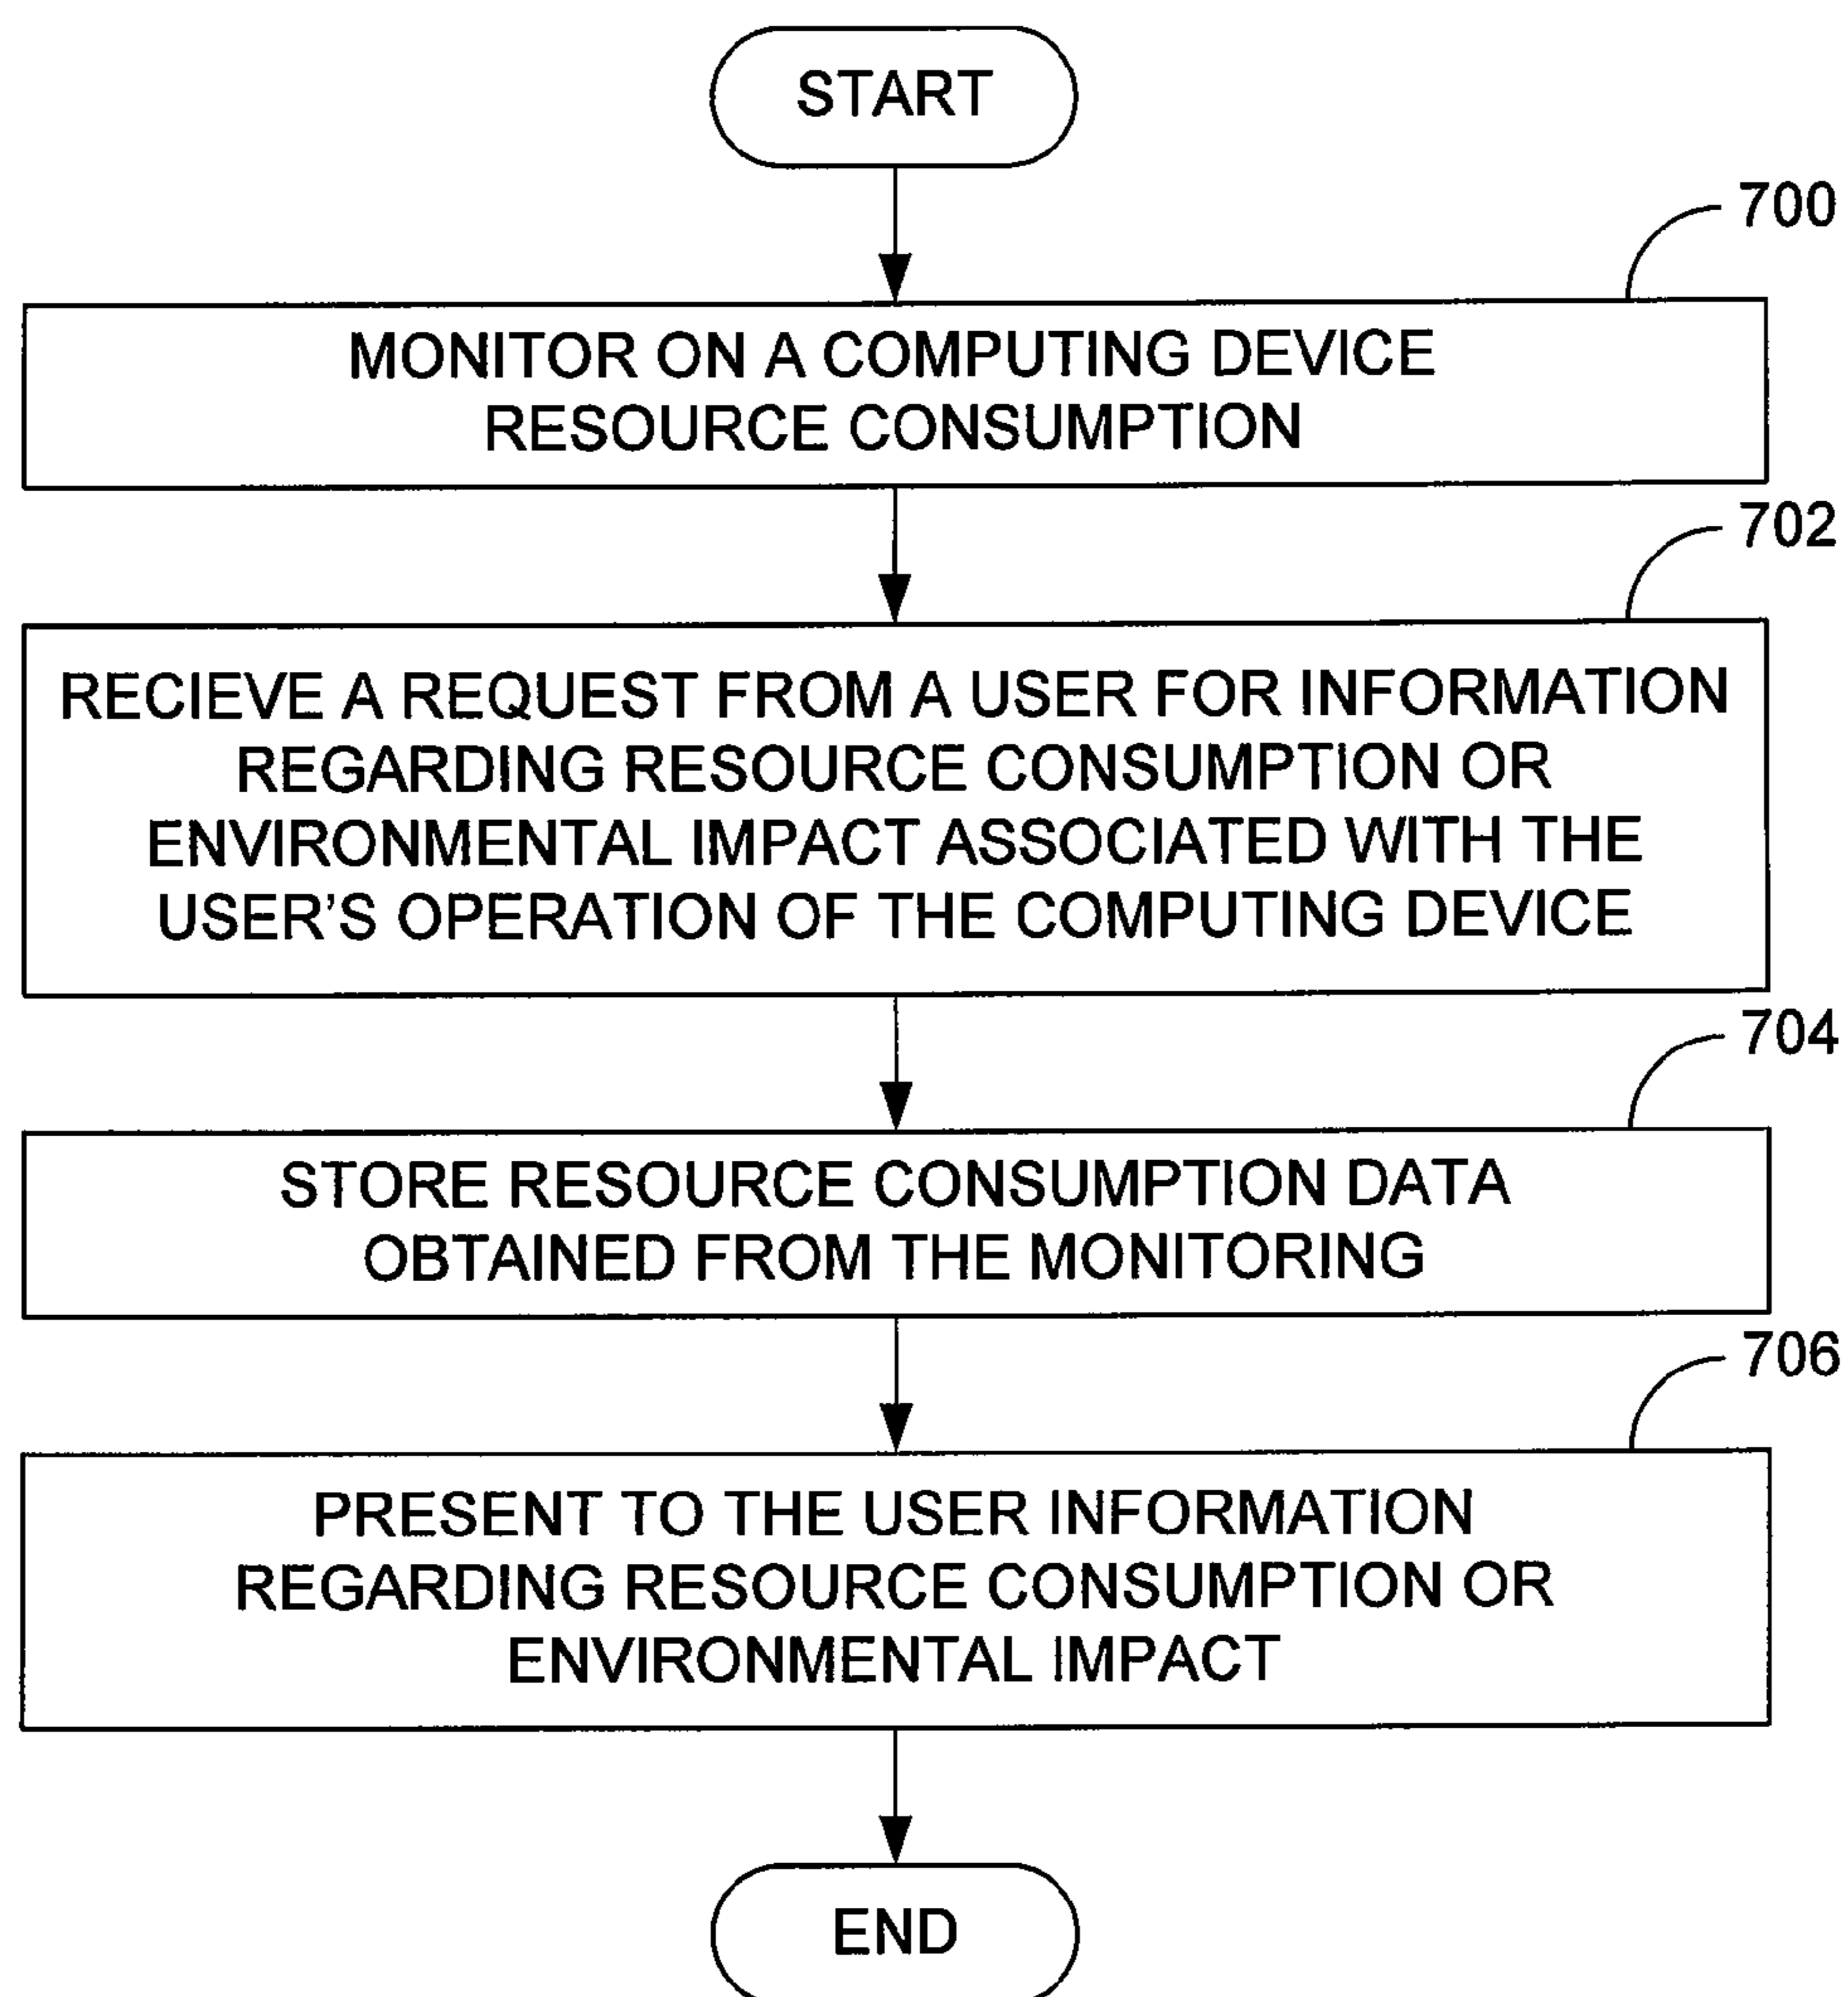 START
700
MONITOR ON A COMPUTING DEVICE
RESOURCE CONSUMPTION
702
RECIEVE A REQUEST FROM A USER FOR INFORMATION
REGARDING RESOURCE CONSUMPTION OR
ENVIRONMENTAL IMPACT ASSOCIATED WITH THE
USER'S OPERATION OF THE COMPUTING DEVICE
704
STORE RESOURCE CONSUMPTION DATA
OBTAINED FROM THE MONITORING
706
PRESENT TO THE USER INFORMATION
REGARDING RESOURCE CONSUMPTION OR
ENVIRONMENTAL IMPACT
END